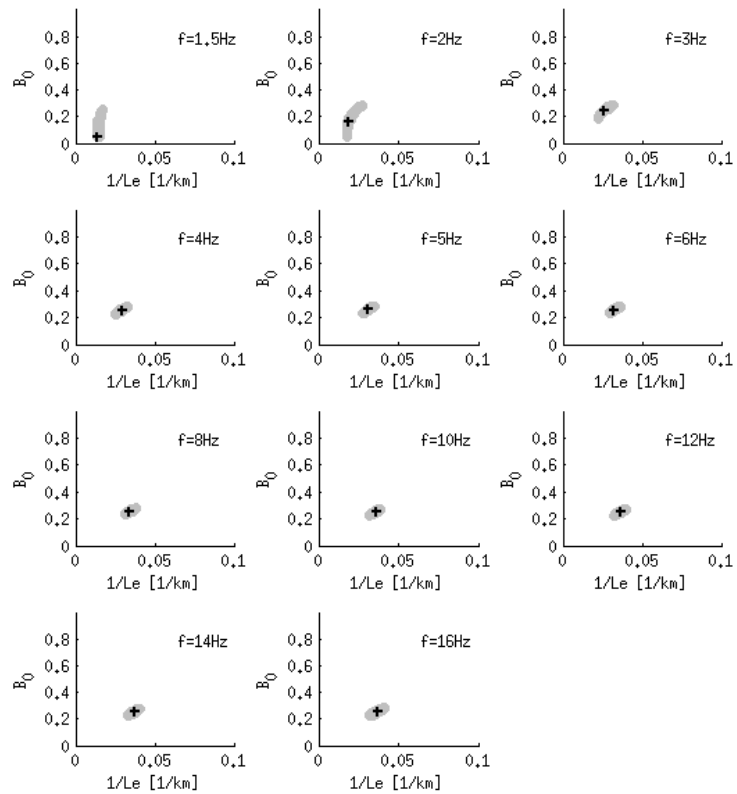 f=1.5Hz
B0
0.8
0.6
0.4
0.2
0
0 0.05 0.1
1/Le [1/km]
f=2Hz
B0
0.8
0.6
0.4
0.2
0
0 0.05 0.1
1/Le [1/km]
f=3Hz
B0
0.8
0.6
0.4
0.2
0
0 0.05 0.1
1/Le [1/km]
f=4Hz
B0
0.8
0.6
0.4
0.2
0
0 0.05 0.1
1/Le [1/km]
f=5Hz
B0
0.8
0.6
0.4
0.2
0
0 0.05 0.1
1/Le [1/km]
f=6Hz
B0
0.8
0.6
0.4
0.2
0
0 0.05 0.1
1/Le [1/km]
f=8Hz
B0
0.8
0.6
0.4
0.2
0
0 0.05 0.1
1/Le [1/km]
f=10Hz
B0
0.8
0.6
0.4
0.2
0
0 0.05 0.1
1/Le [1/km]
f=12Hz
B0
0.8
0.6
0.4
0.2
0
0 0.05 0.1
1/Le [1/km]
f=14Hz
B0
0.8
0.6
0.4
0.2
0
0 0.05 0.1
1/Le [1/km]
f=16Hz
B0
0.8
0.6
0.4
0.2
0
0 0.05 0.1
1/Le [1/km]